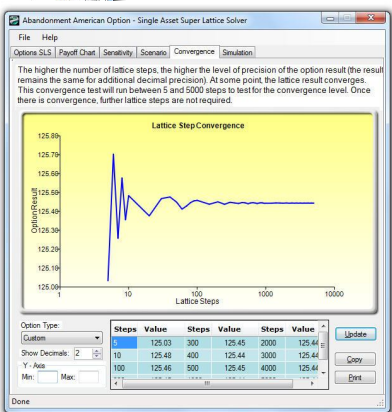 Abandonment American Option - Single Asset Super Lattice Solver
File Help
Options SLS Payoff Chart Sensitivity Scenario Convergence Simulation
The higher the number of lattice steps, the higher the level of precision of the option result (the result
remains the same for additional decimal precision). At some point, the lattice result converges.
This convergence test will run between 5 and 5000 steps to test for the convergence level. Once
there is convergence, further lattice steps are not required.
Lattice Step Convergence
125.80
125.70
125.60
125.50
125.40
125.30
125.20
125.10
125.00
Option Result
1 10 100 1000 10000
Lattice Steps
Option Type:
Custom
Show Decimals: 2
Y - Axis
Min: Max:
Steps Value Steps Value Steps Value
5 125.03 300 125.45 2000 125.44
10 125.48 400 125.44 3000 125.44
100 125.46 500 125.45 4000 125.44
Update
Copy
Print
Done